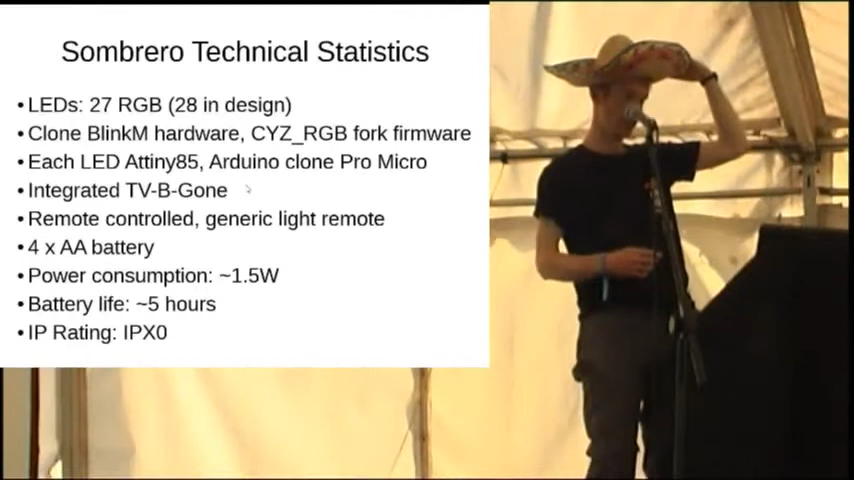 Sombrero Technical Statistics
• LEDs: 27 RGB (28 in design)
• Clone BlinkM hardware, CYZ_RGB fork firmware
• Each LED Attiny85, Arduino clone Pro Micro
• Integrated TV-B-Gone
• Remote controlled, generic light remote
• 4 x AA battery
• Power consumption: ~1.5W
• Battery life: ~5 hours
• IP Rating: IPX0